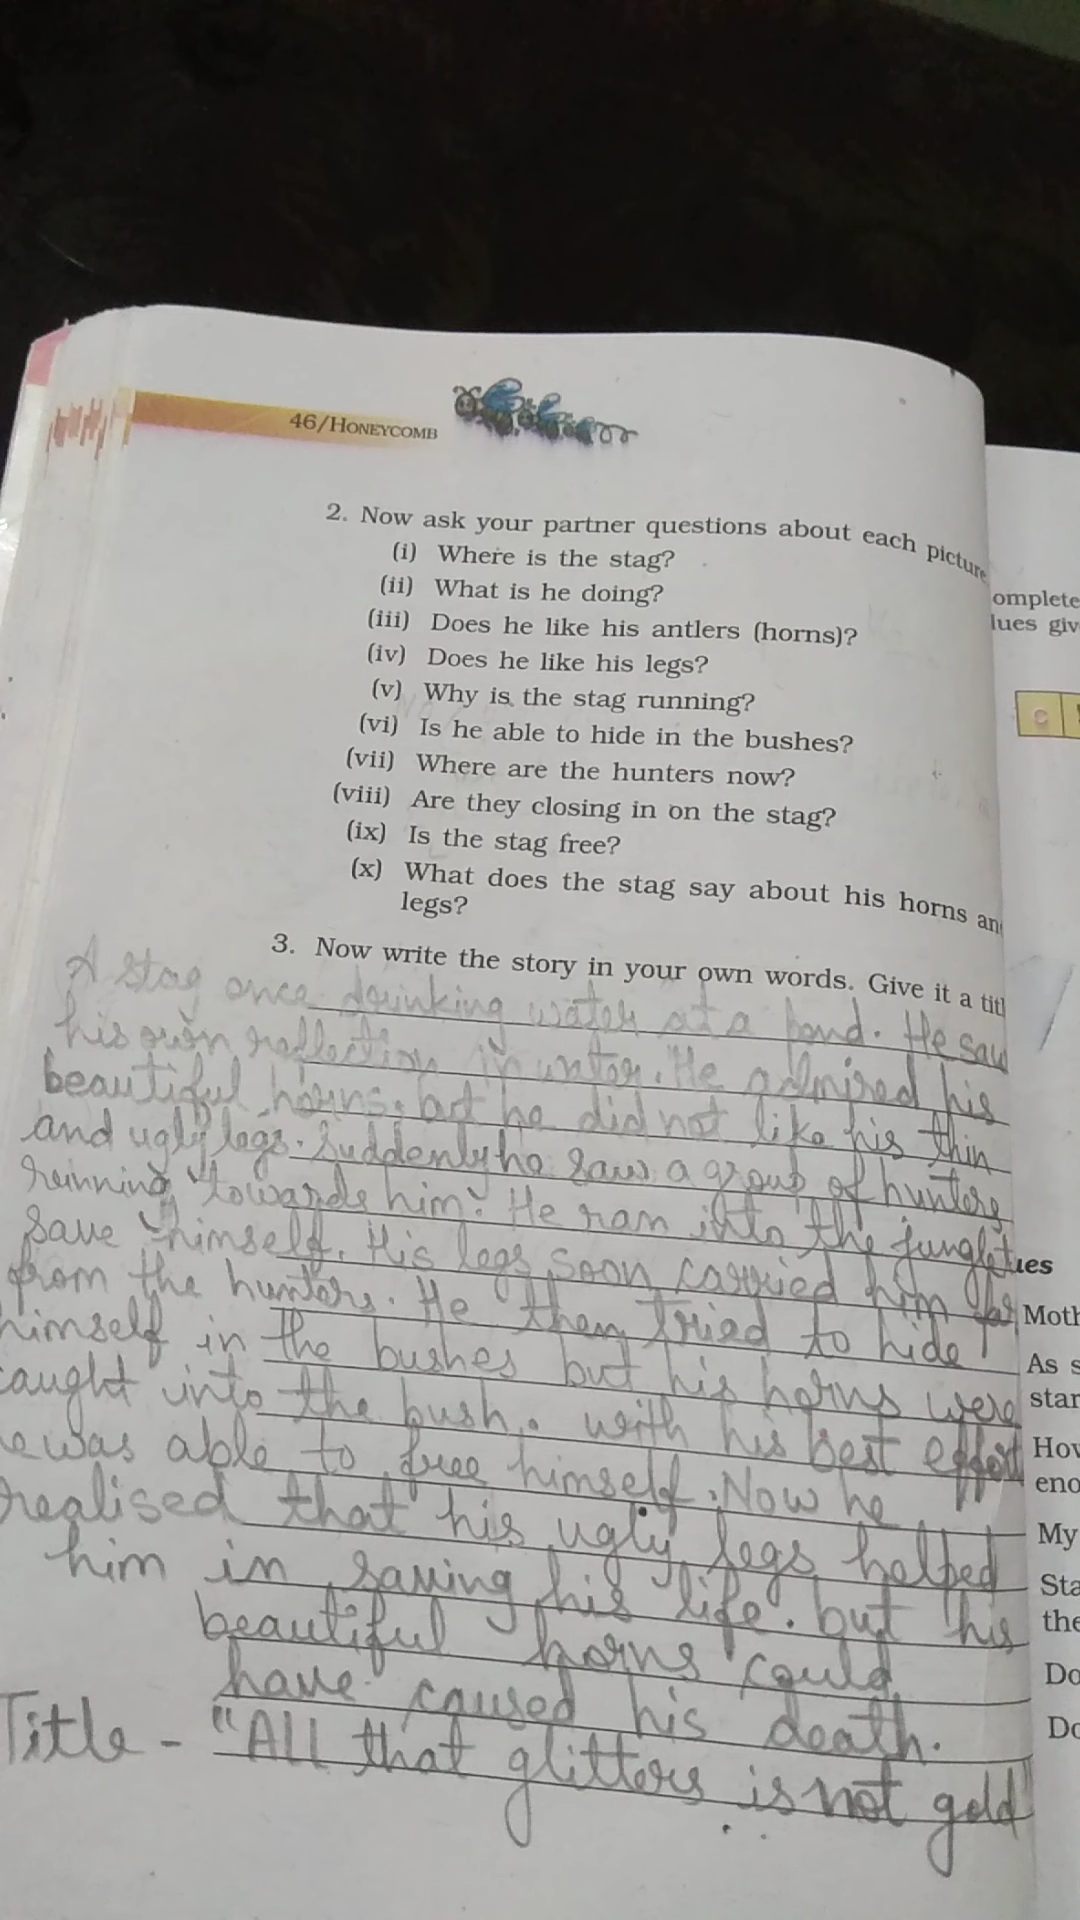 46/HONEYCOMB
2. Now ask your partner questions about each picture
(i) Where is the stag?
(ii) What is he doing?
(iii) Does he like his antlers (horns)?
(iv) Does he like his legs?
(v) Why is the stag running?
(vi) Is he able to hide in the bushes?
(vii) Where are the hunters now?
(viii) Are they closing in on the stag?
(ix) Is the stag free?
(x) What does the stag say about his horns an
legs?
3. Now write the story in your own words. Give it a titl
A stag once drinking water at a pond. He saw
his own reflection in water. He admired his
beautiful horns, but he did not like his thin
and ugly legs. Suddenly he saw a group of hunters
running towards him. He ran into the jungle to
save himself. His legs soon carried him far
from the hunters. He then tried to hide
himself in the bushes but his horns were
caught into the bush. with his best effort
he was able to free himself. Now he
realised that his ugly legs helped
him in saving his life. but his
beautiful horns could
have caused his death.
Title - "All that glitters is not gold"
omplete
lues giv
c
ues
Moth
As s
star
How
eno
My
Sta
the
Do
Do